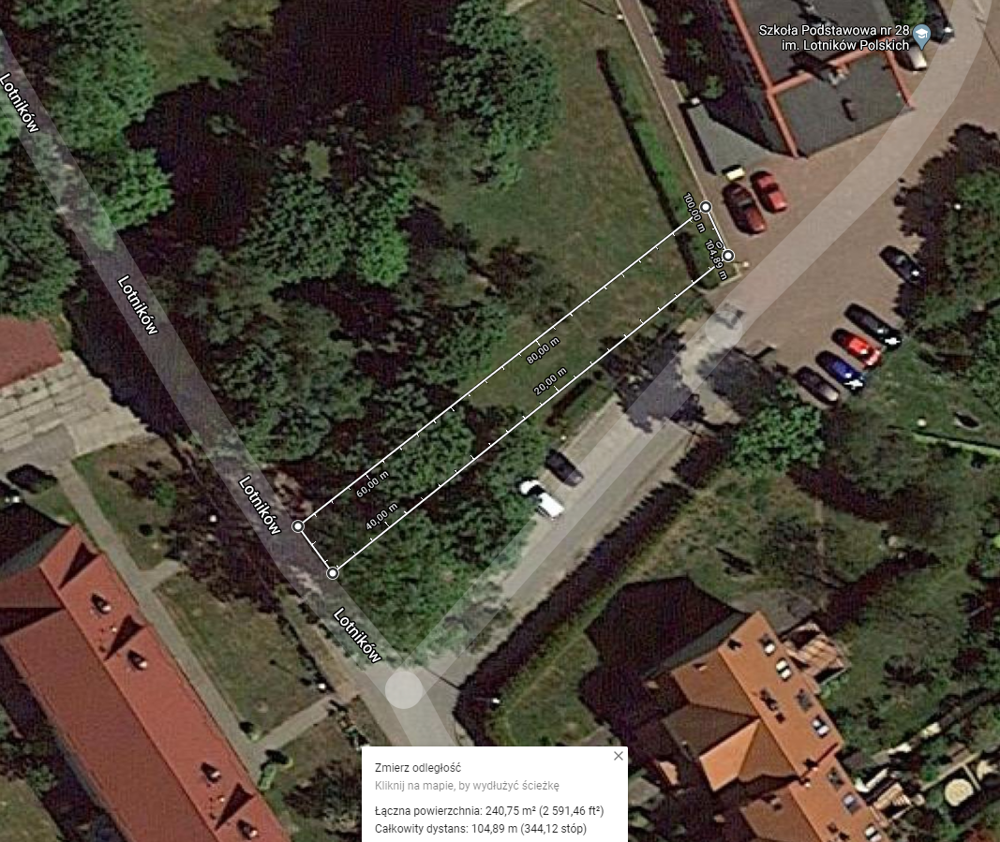 Szkoła Podstawowa nr 28
im. Lotników Polskich
Lotników
100,00 m
0
104,89 m
Lotników
80,00 m
20,00 m
60,00 m
Lotników
40,00 m
Lotników
Zmierz odległość
Kliknij na mapie, by wydłużyć ścieżkę
Łączna powierzchnia: 240,75 m² (2 591,46 ft²)
Całkowity dystans: 104,89 m (344,12 stóp)